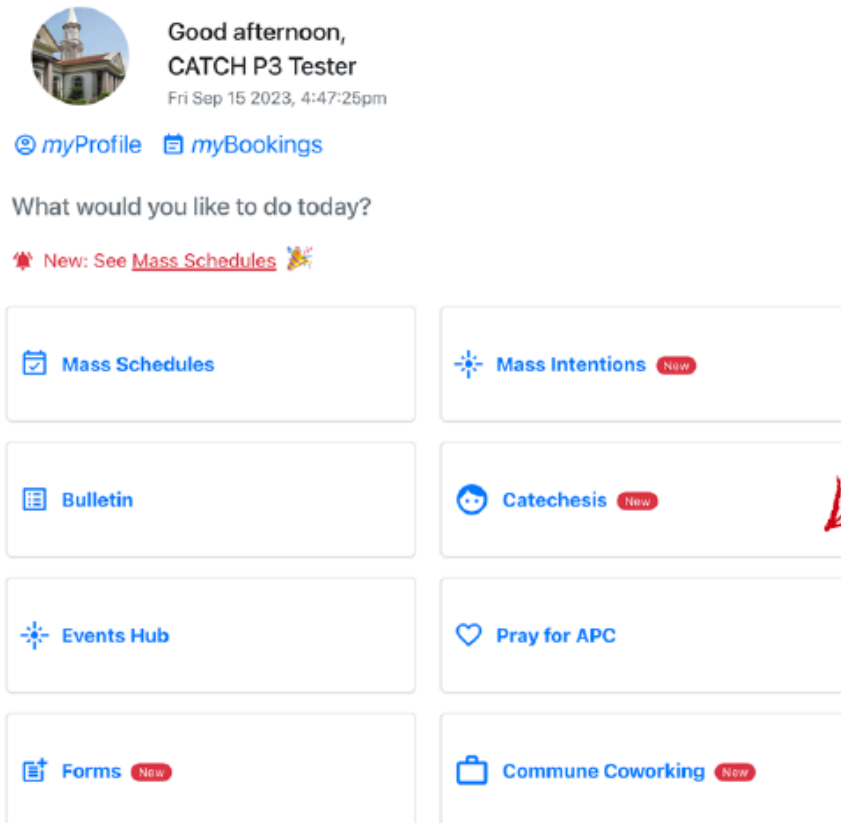 Good afternoon,
CATCH P3 Tester
Fri Sep 15 2023, 4:47:25pm
myProfile myBookings
What would you like to do today?
New: See Mass Schedules
Mass Schedules
Mass Intentions New
Bulletin
Catechesis New
Events Hub
Pray for APC
Forms New
Commune Coworking New